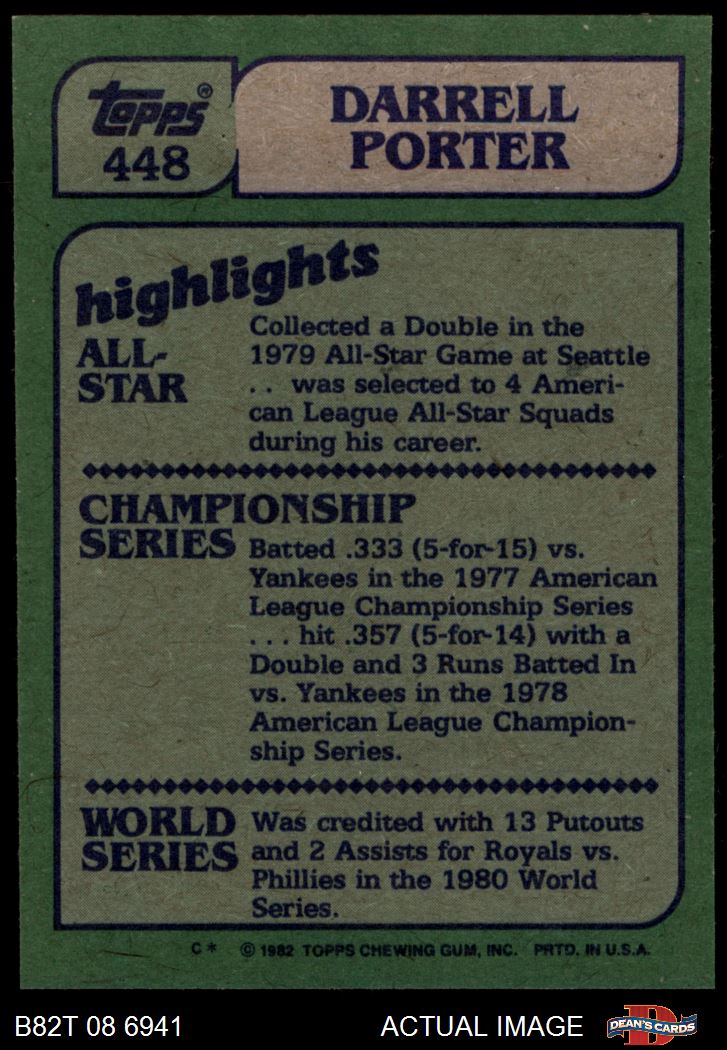 topps®
448
DARRELL
PORTER
highlights
ALL-
STAR
Collected a Double in the
1979 All-Star Game at Seattle
. . was selected to 4 Ameri-
can League All-Star Squads
during his career.
CHAMPIONSHIP
SERIES
Batted .333 (5-for-15) vs.
Yankees in the 1977 American
League Championship Series
. . . hit .357 (5-for-14) with a
Double and 3 Runs Batted In
vs. Yankees in the 1978
American League Champion-
ship Series.
WORLD
SERIES
Was credited with 13 Putouts
and 2 Assists for Royals vs.
Phillies in the 1980 World
Series.
C* © 1982 TOPPS CHEWING GUM, INC. PRTD. IN U.S.A.
B82T 08 6941
ACTUAL IMAGE
D
DEAN'S CARDS